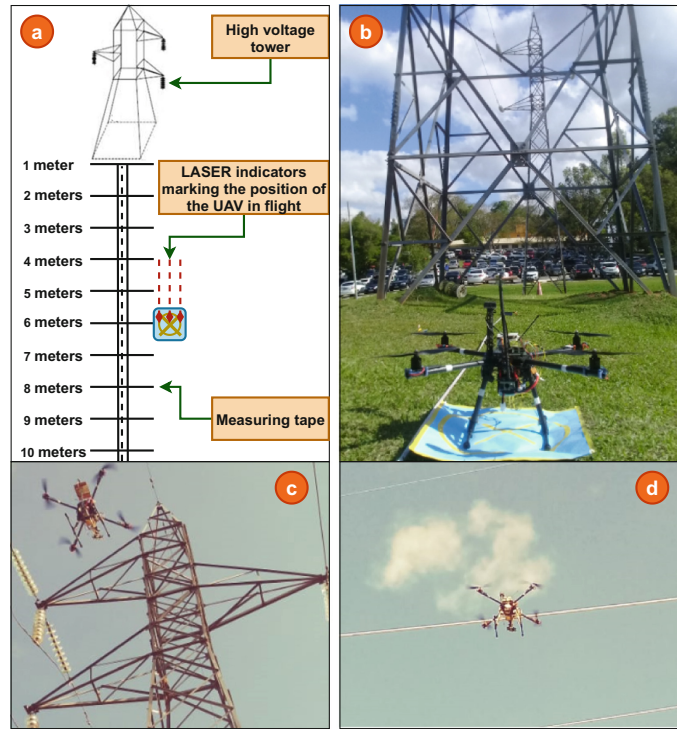 a
High voltage
tower
1 meter
LASER indicators
marking the position of
the UAV in flight
2 meters
3 meters
4 meters
5 meters
6 meters
7 meters
8 meters
9 meters
Measuring tape
10 meters
b
c
d